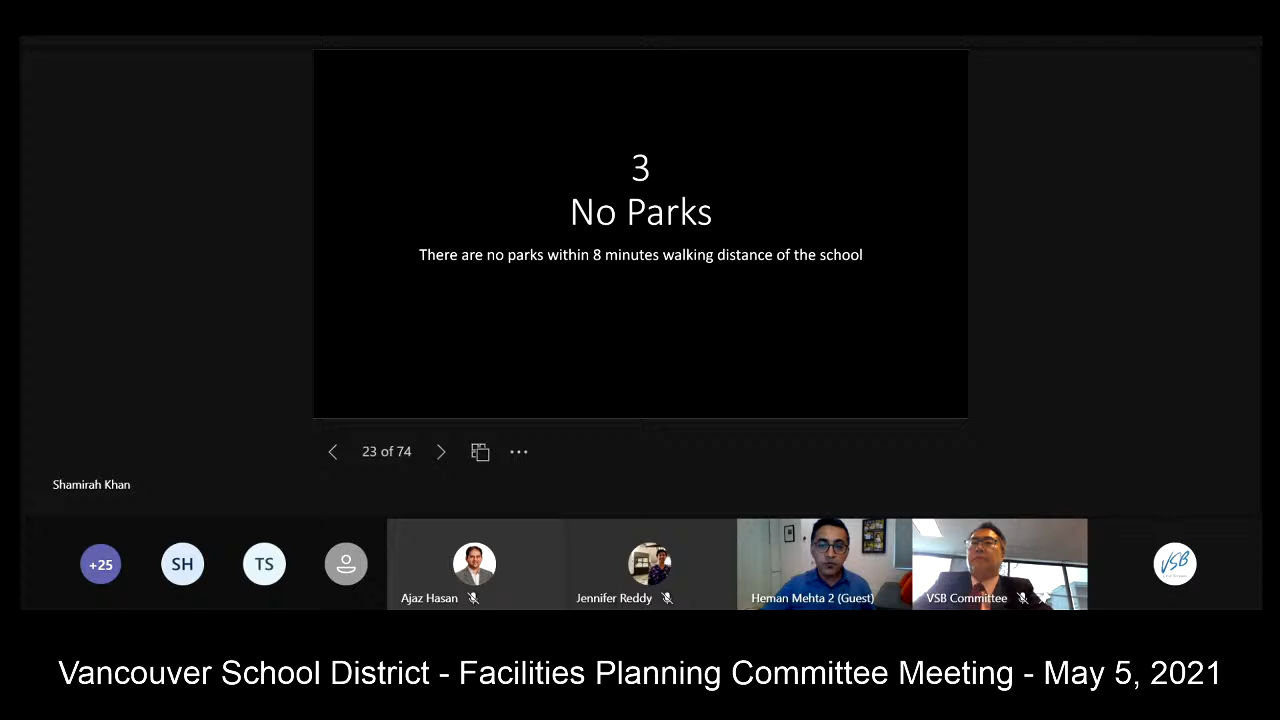 3
No Parks
There are no parks within 8 minutes walking distance of the school
23 of 74
Shamirah Khan
+25
SH
TS
Ajaz Hasan
Jennifer Reddy
Heman Mehta 2 (Guest)
VSB Committee
VSB
Vancouver School District - Facilities Planning Committee Meeting - May 5, 2021